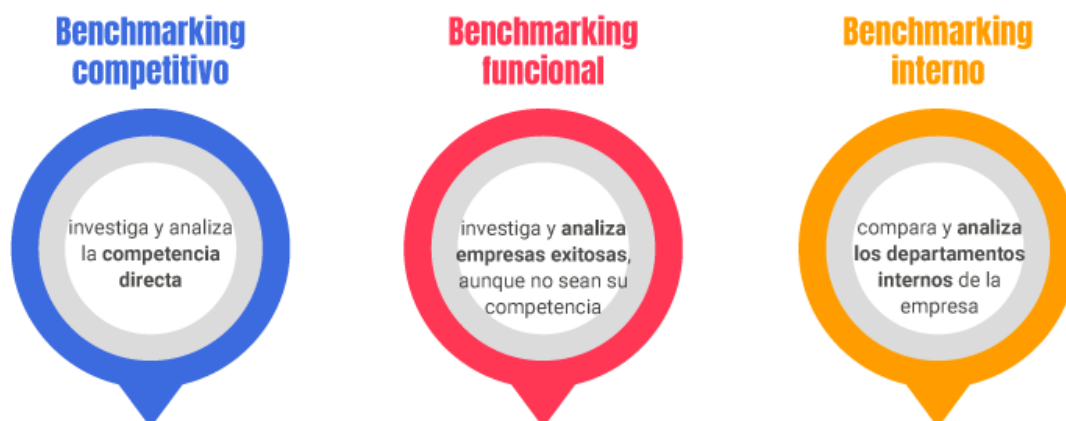 Benchmarking
competitivo
investiga y analiza
la competencia
directa
Benchmarking
funcional
investiga y analiza
empresas exitosas,
aunque no sean su
competencia
Benchmarking
interno
compara y analiza
los departamentos
internos de la
empresa